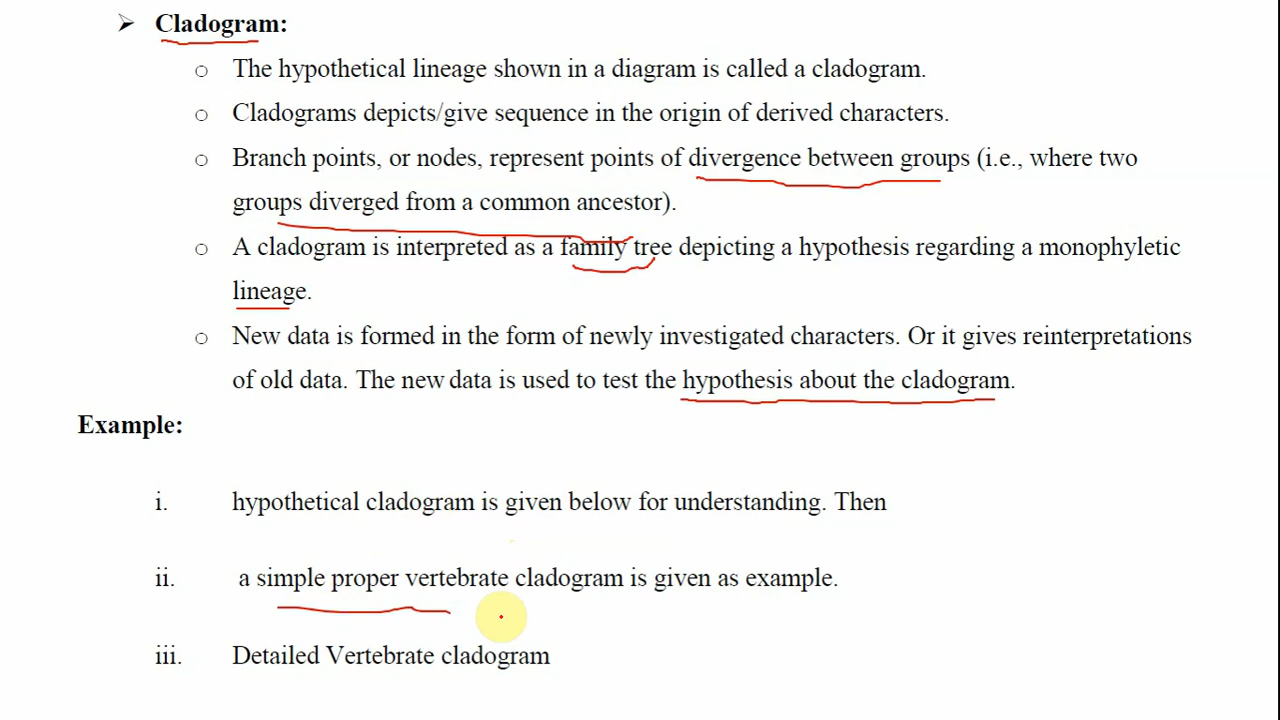 Cladogram:
The hypothetical lineage shown in a diagram is called a cladogram.
Cladograms depicts/give sequence in the origin of derived characters.
Branch points, or nodes, represent points of divergence between groups (i.e., where two
groups diverged from a common ancestor).
A cladogram is interpreted as a family tree depicting a hypothesis regarding a monophyletic
lineage.
New data is formed in the form of newly investigated characters. Or it gives reinterpretations
of old data. The new data is used to test the hypothesis about the cladogram.
Example:
i. hypothetical cladogram is given below for understanding. Then
ii. a simple proper vertebrate cladogram is given as example.
iii. Detailed Vertebrate cladogram